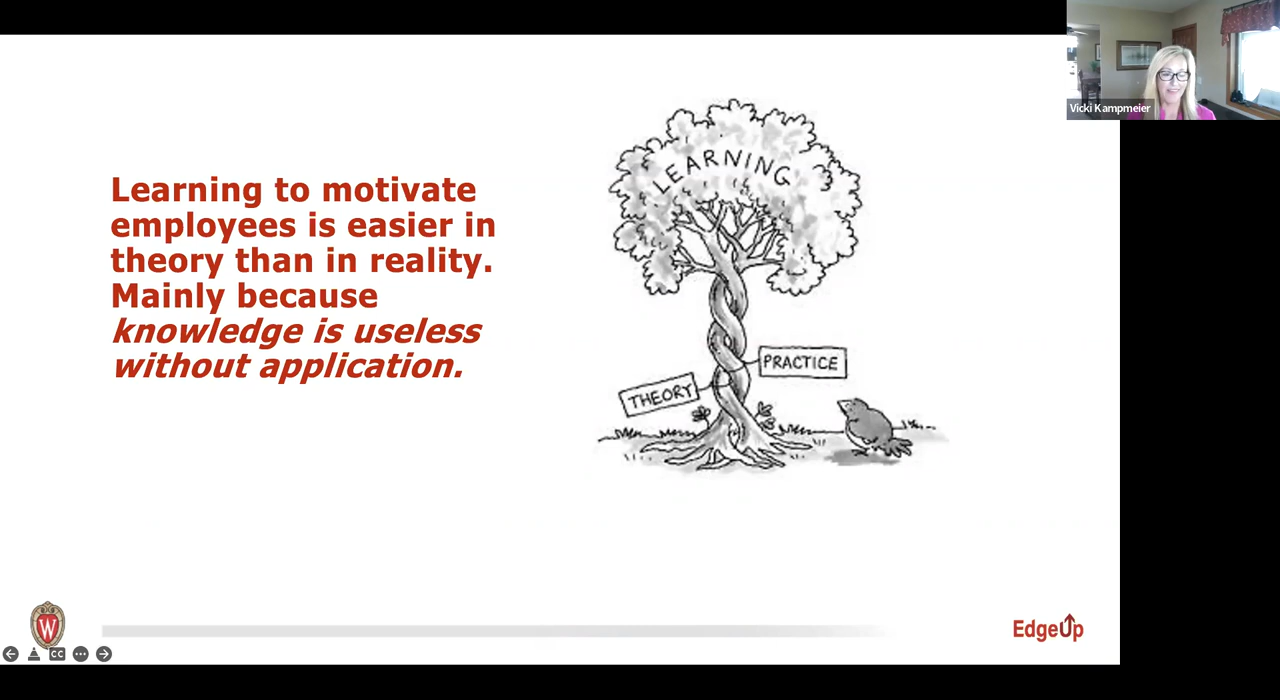 Vicki Kampmeier
Learning to motivate
employees is easier in
theory than in reality.
Mainly because
knowledge is useless
without application.
LEARNING
PRACTICE
THEORY
W
EdgeUp
CC